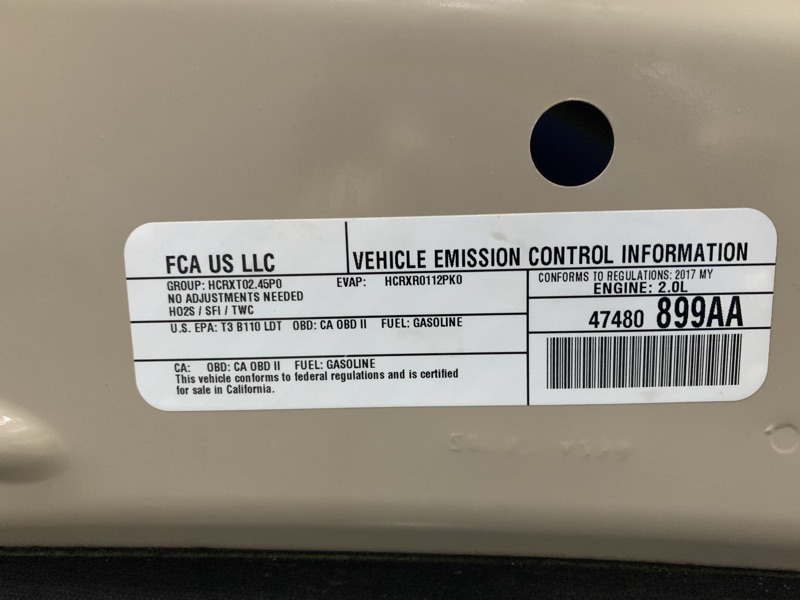 FCA US LLC
VEHICLE EMISSION CONTROL INFORMATION
GROUP: HCRXT02.45P0 EVAP: HCRXR0112PK0
NO ADJUSTMENTS NEEDED
HO2S / SFI / TWC
CONFORMS TO REGULATIONS: 2017 MY
ENGINE: 2.0L
U.S. EPA: T3 B110 LDT OBD: CA OBD II FUEL: GASOLINE
47480 899AA
CA: OBD: CA OBD II FUEL: GASOLINE
This vehicle conforms to federal regulations and is certified
for sale in California.